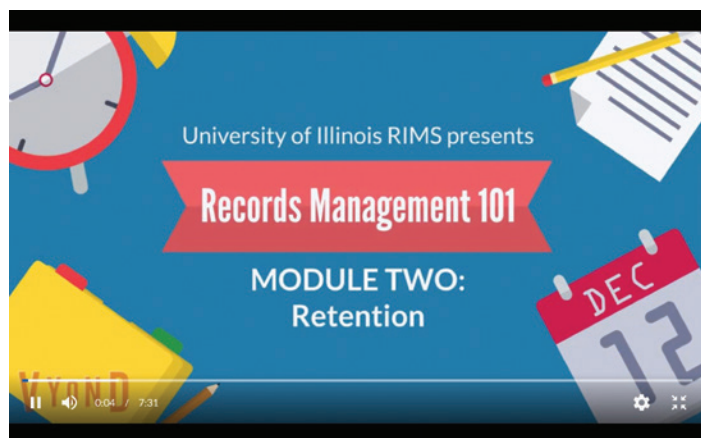 University of Illinois RIMS presents
Records Management 101
MODULE TWO:
Retention
DEC
12
VYOND
0:04 / 7:31